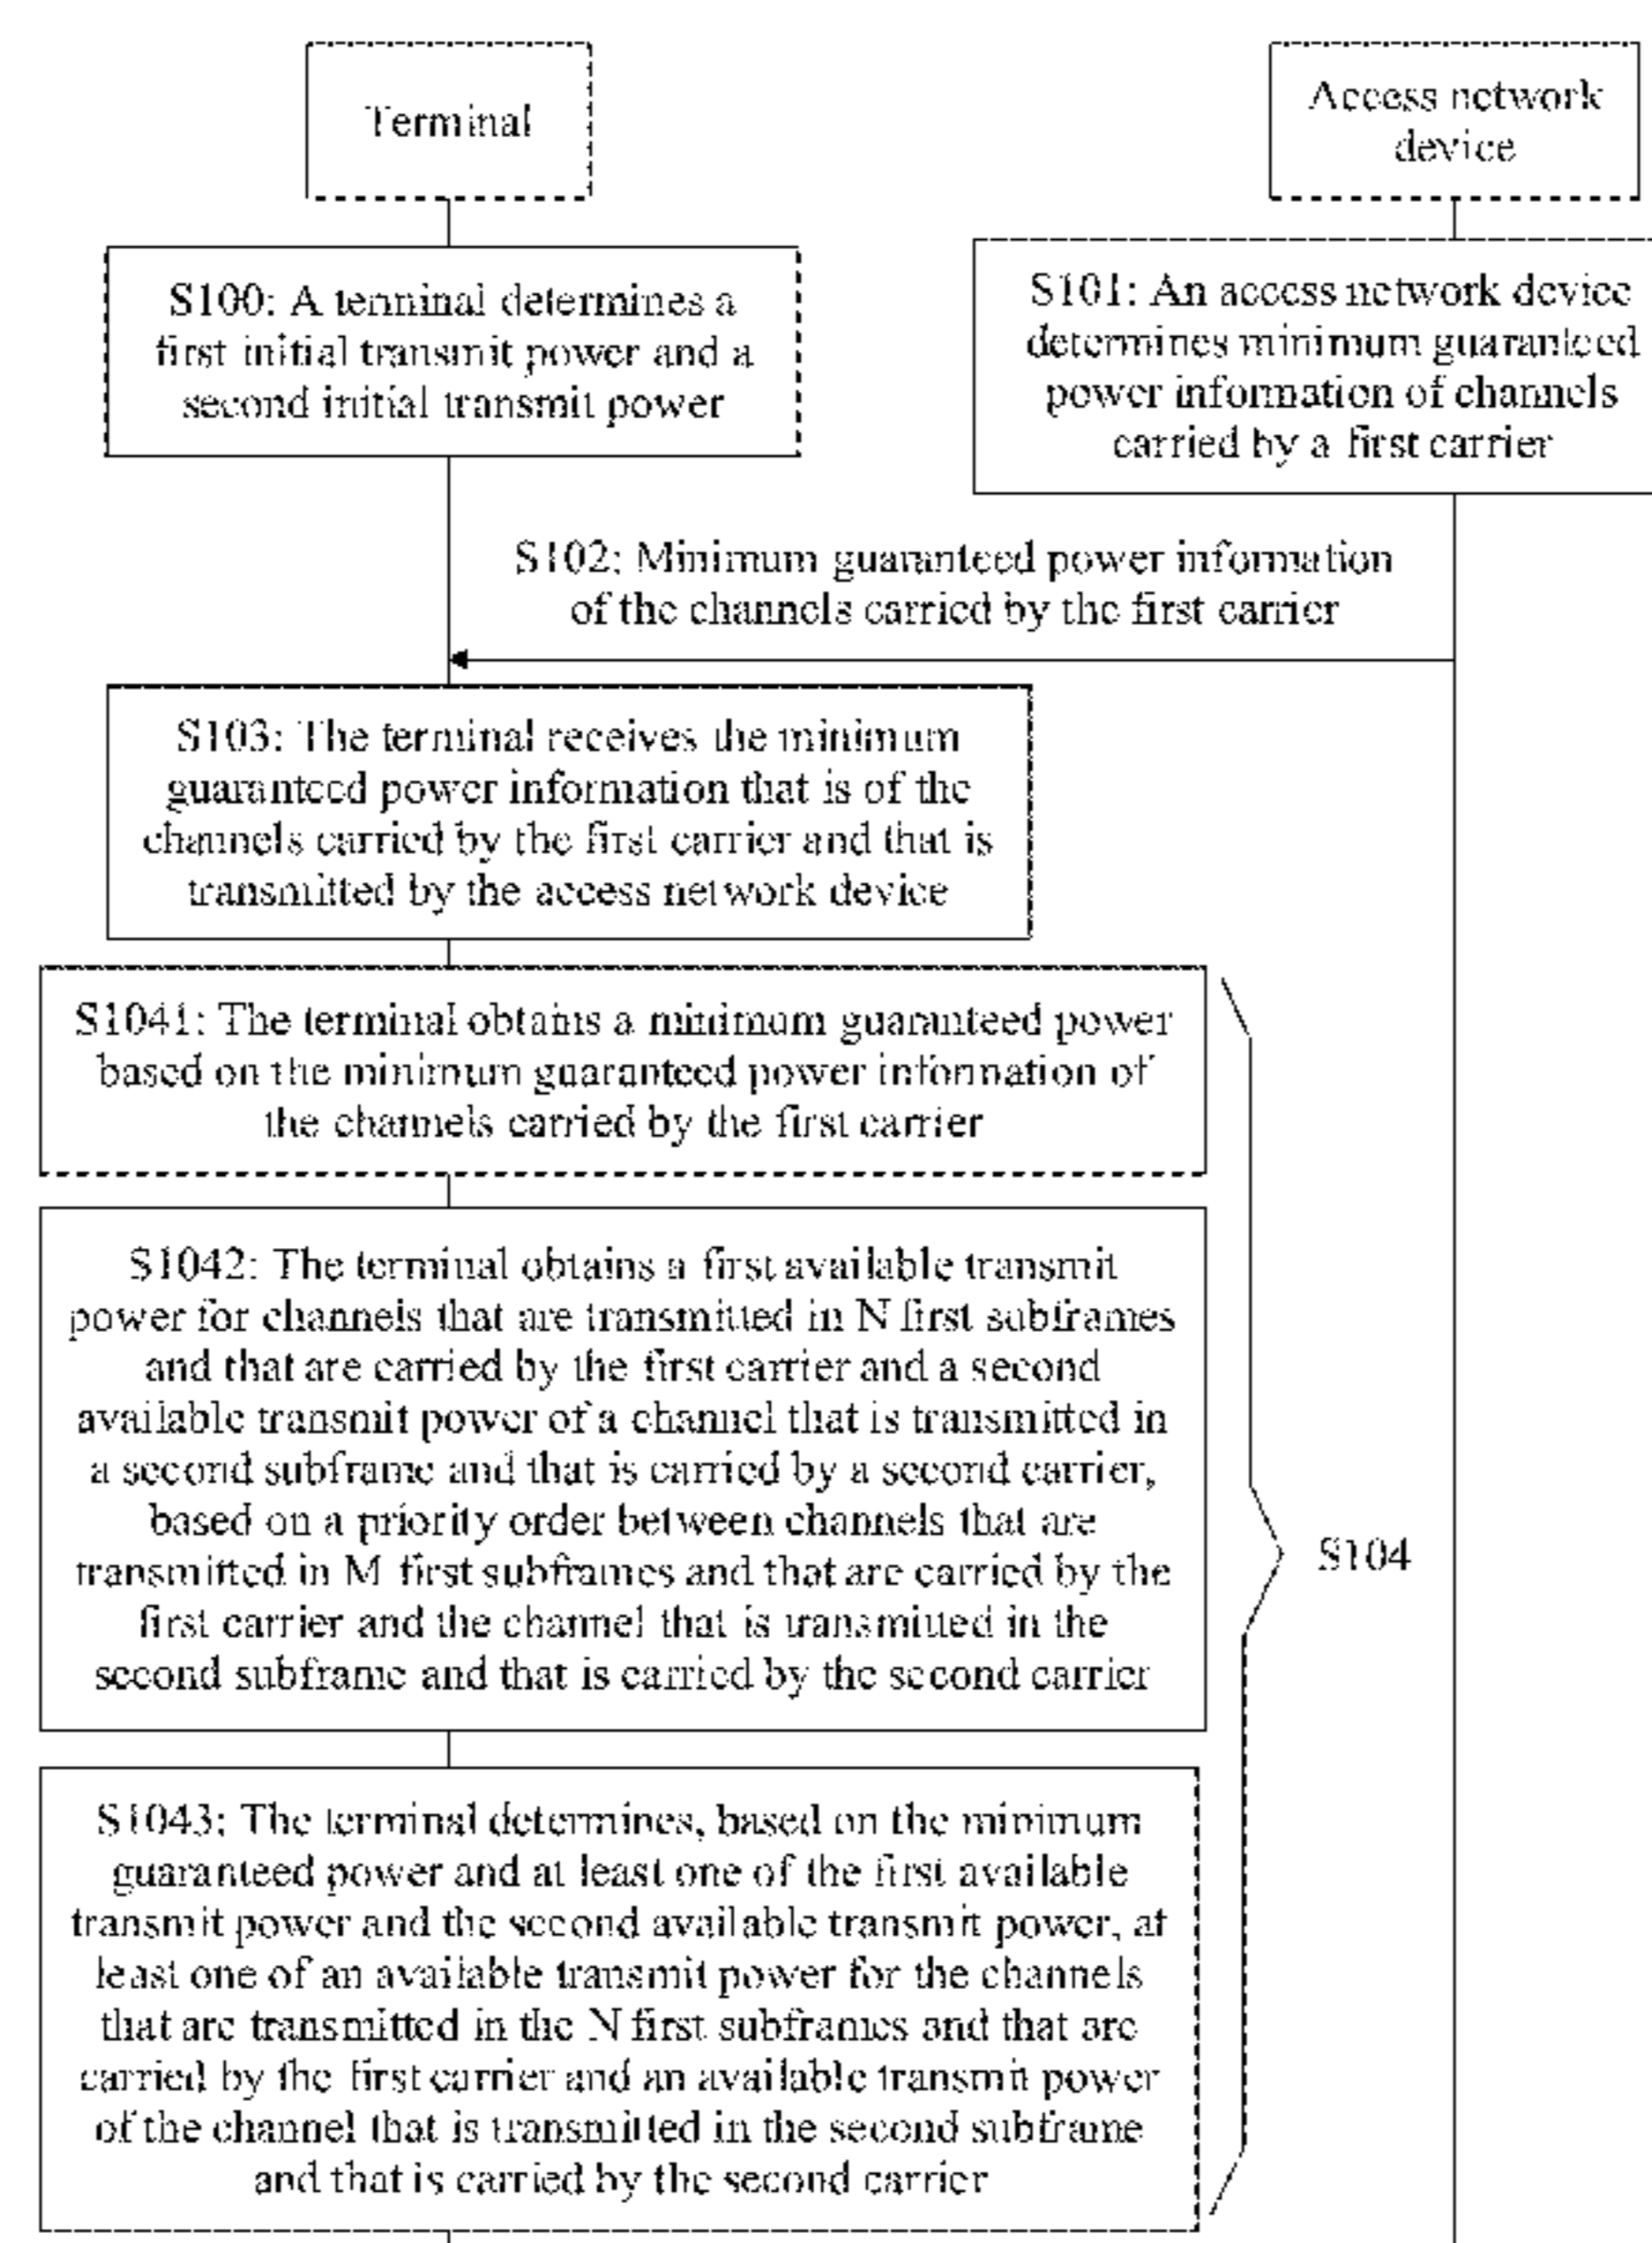 Terminal
Access network
device
S100: A terminal determines a
first initial transmit power and a
second initial transmit power
S101: An access network device
determines minimum guaranteed
power information of channels
carried by a first carrier
S102: Minimum guaranteed power information
of the channels carried by the first carrier
S103: The terminal receives the minimum
guaranteed power information that is of the
channels carried by the first carrier and that is
transmitted by the access network device
S1041: The terminal obtains a minimum guaranteed power
based on the minimum guaranteed power information of
the channels carried by the first carrier
S1042: The terminal obtains a first available transmit
power for channels that are transmitted in N first subframes
and that are carried by the first carrier and a second
available transmit power of a channel that is transmitted in
a second subframe and that is carried by a second carrier,
based on a priority order between channels that are
transmitted in M first subframes and that are carried by the
first carrier and the channel that is transmitted in the
second subframe and that is carried by the second carrier
S104
S1043: The terminal determines, based on the minimum
guaranteed power and at least one of the first available
transmit power and the second available transmit power, at
least one of an available transmit power for the channels
that are transmitted in the N first subframes and that are
carried by the first carrier and an available transmit power
of the channel that is transmitted in the second subframe
and that is carried by the second carrier